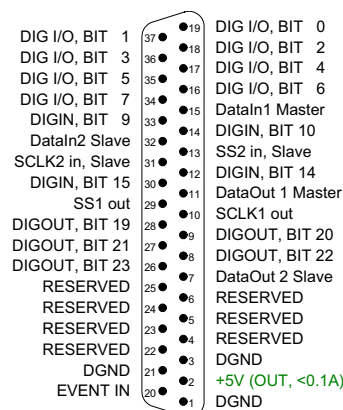 19 DIG I/O, BIT 0
DIG I/O, BIT 1 37
18 DIG I/O, BIT 2
DIG I/O, BIT 3 36
17 DIG I/O, BIT 4
DIG I/O, BIT 5 35
16 DIG I/O, BIT 6
DIG I/O, BIT 7 34
15 DataIn1 Master
DIGIN, BIT 9 33
14 DIGIN, BIT 10
DataIn2 Slave 32
13 SS2 in, Slave
SCLK2 in, Slave 31
12 DIGIN, BIT 14
DIGIN, BIT 15 30
11 DataOut 1 Master
SS1 out 29
10 SCLK1 out
DIGOUT, BIT 19 28
9 DIGOUT, BIT 20
DIGOUT, BIT 21 27
8 DIGOUT, BIT 22
DIGOUT, BIT 23 26
7 DataOut 2 Slave
RESERVED 25
6 RESERVED
RESERVED 24
5 RESERVED
RESERVED 23
4 RESERVED
RESERVED 22
3 DGND
DGND 21
2 +5V (OUT, <0.1A)
EVENT IN 20
1 DGND